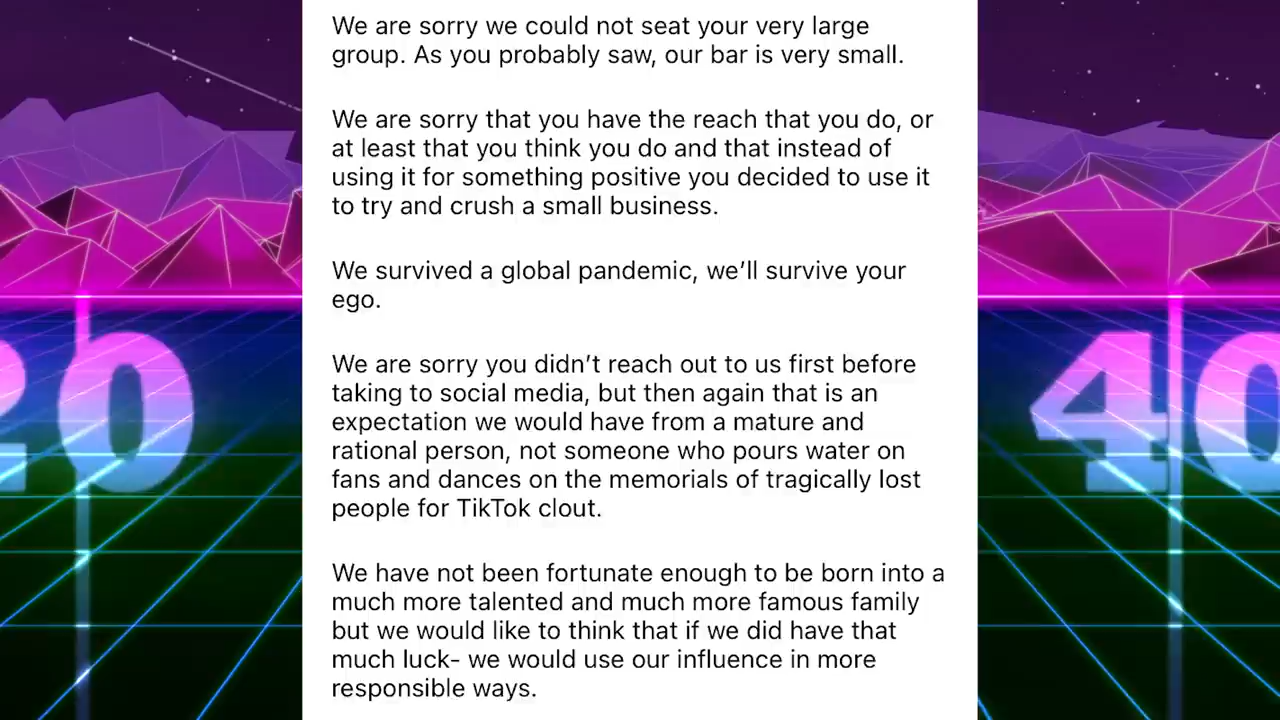 We are sorry we could not seat your very large
group. As you probably saw, our bar is very small.
We are sorry that you have the reach that you do, or
at least that you think you do and that instead of
using it for something positive you decided to use it
to try and crush a small business.
We survived a global pandemic, we’ll survive your
ego.
We are sorry you didn’t reach out to us first before
taking to social media, but then again that is an
expectation we would have from a mature and
rational person, not someone who pours water on
fans and dances on the memorials of tragically lost
people for TikTok clout.
We have not been fortunate enough to be born into a
much more talented and much more famous family
but we would like to think that if we did have that
much luck- we would use our influence in more
responsible ways.
20
40